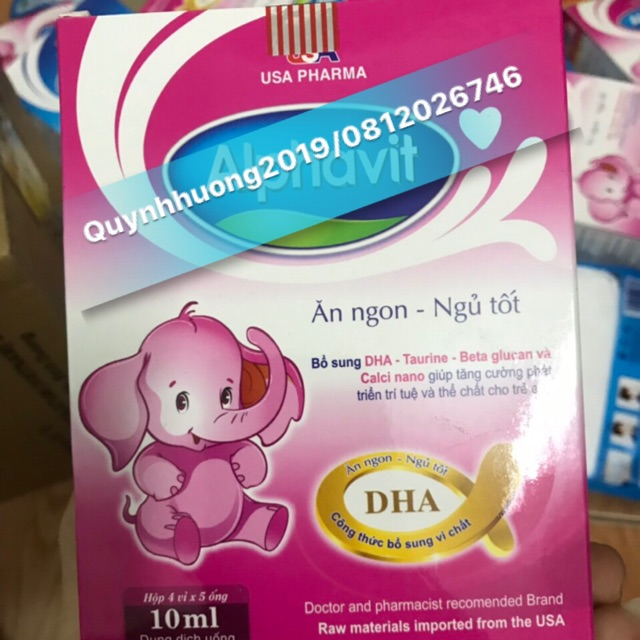 USA PHARMA
Quynhhuong2019/0812026746
Alphavit
Ăn ngon - Ngủ tốt
Bổ sung DHA - Taurine - Beta glucan và
Calci nano giúp tăng cường phát
triển trí tuệ và thể chất cho trẻ
Ăn ngon - Ngủ tốt
DHA
Công thức bổ sung vi chất
Hộp 4 vỉ x 5 ống
10ml
Dung dịch uống
Doctor and pharmacist recomended Brand
Raw materials imported from the USA